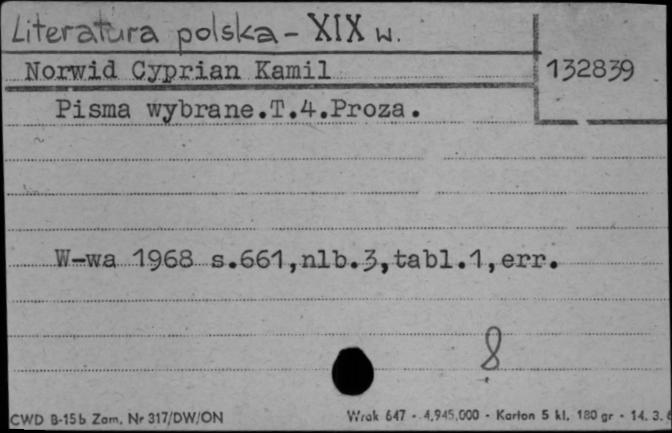 Literatura polska - XIX w.
Norwid Cyprian Kamil
132839
Pisma wybrane.T.4.Proza.
W-wa 1968 s.661,nlb.3,tabl.1,err.
8
CWD B-15b Zam. Nr 317/DW/ON
Wrak 647 - 4.945.000 - Karton 5 kl. 180 gr - 14. 3.